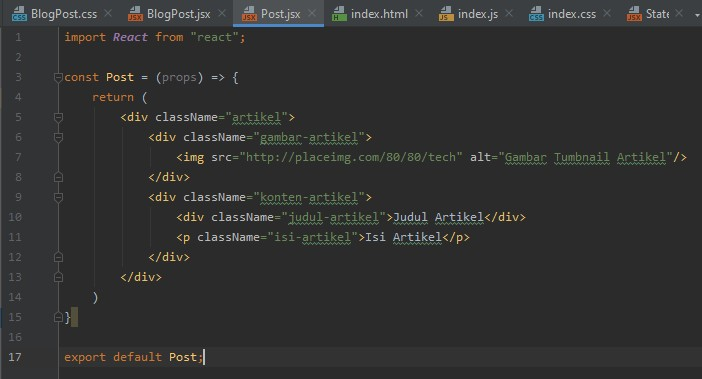 BlogPost.css BlogPost.jsx Post.jsx index.html index.js index.css State
1 import React from "react";
2
3 const Post = (props) => {
4 return (
5 <div className="artikel">
6 <div className="gambar-artikel">
7 <img src="http://placeimg.com/80/80/tech" alt="Gambar Tumbnail Artikel"/>
8 </div>
9 <div className="konten-artikel">
10 <div className="judul-artikel">Judul Artikel</div>
11 <p className="isi-artikel">Isi Artikel</p>
12 </div>
13 </div>
14 )
15 }
16
17 export default Post;